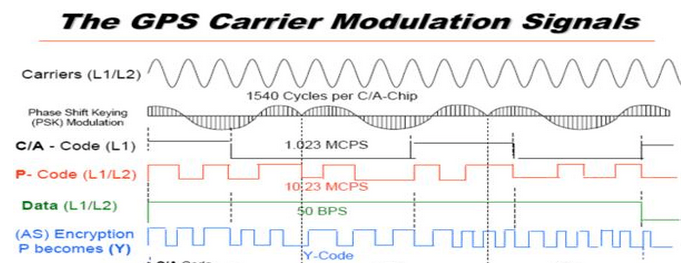 The GPS Carrier Modulation Signals
Carriers (L1/L2)
1540 Cycles per C/A-Chip
Phase Shift Keying
(PSK) Modulation
C/A - Code (L1)
1.023 MCPS
P- Code (L1/L2)
10.23 MCPS
Data (L1/L2)
50 BPS
(AS) Encryption
P becomes (Y)
Y-Code